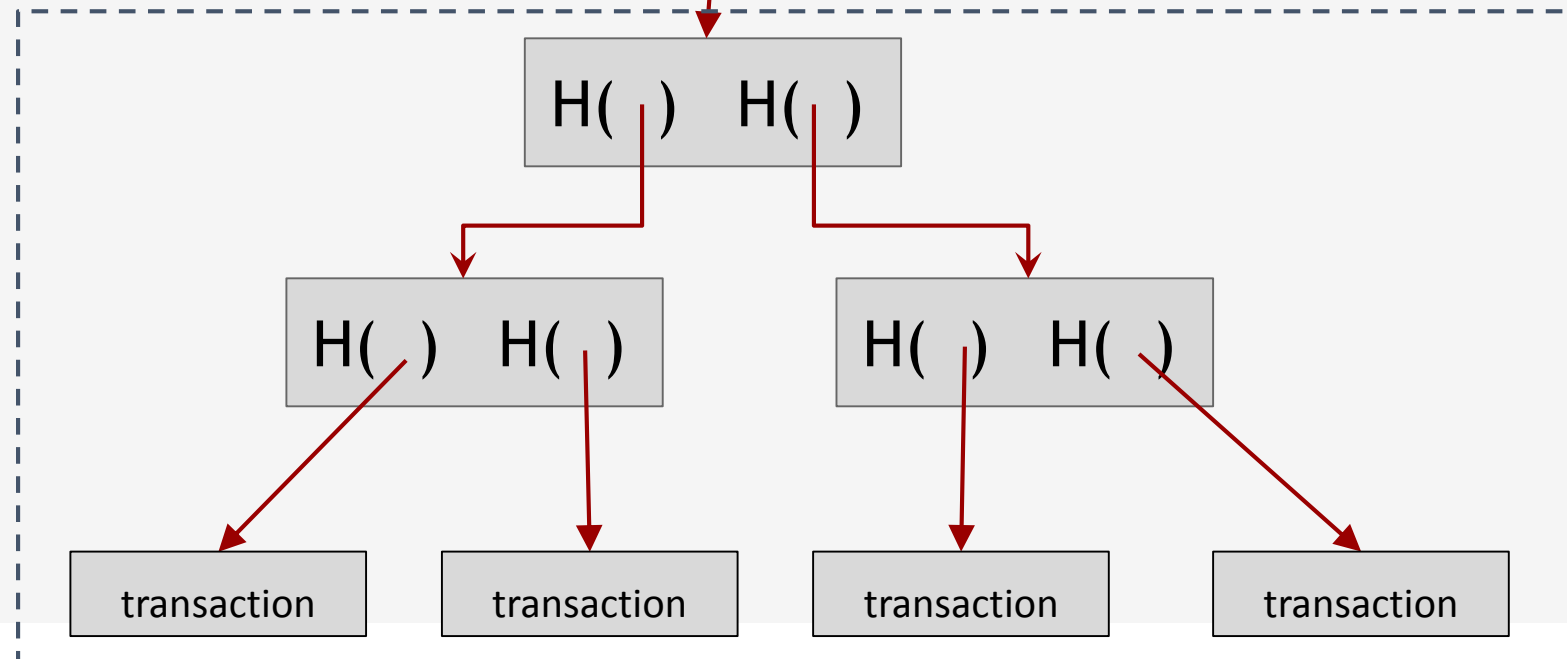 H( ) H( )
H( ) H( ) H( ) H( )
transaction transaction transaction transaction